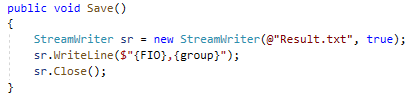 public void Save()
{
StreamWriter sr = new StreamWriter(@"Result.txt", true);
sr.WriteLine($"{FIO},{group}");
sr.Close();
}